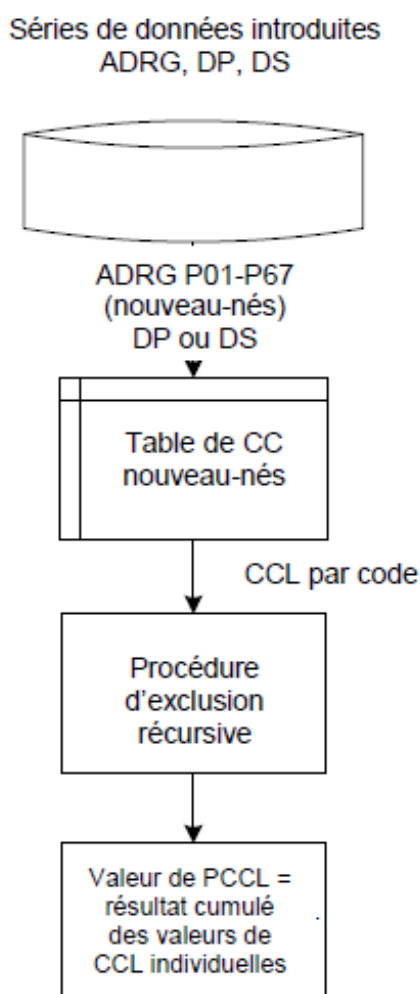 Séries de données introduites
ADRG, DP, DS
ADRG P01-P67
(nouveau-nés)
DP ou DS
Table de CC
nouveau-nés
CCL par code
Procédure
d'exclusion
récursive
Valeur de PCCL =
résultat cumulé
des valeurs de
CCL individuelles